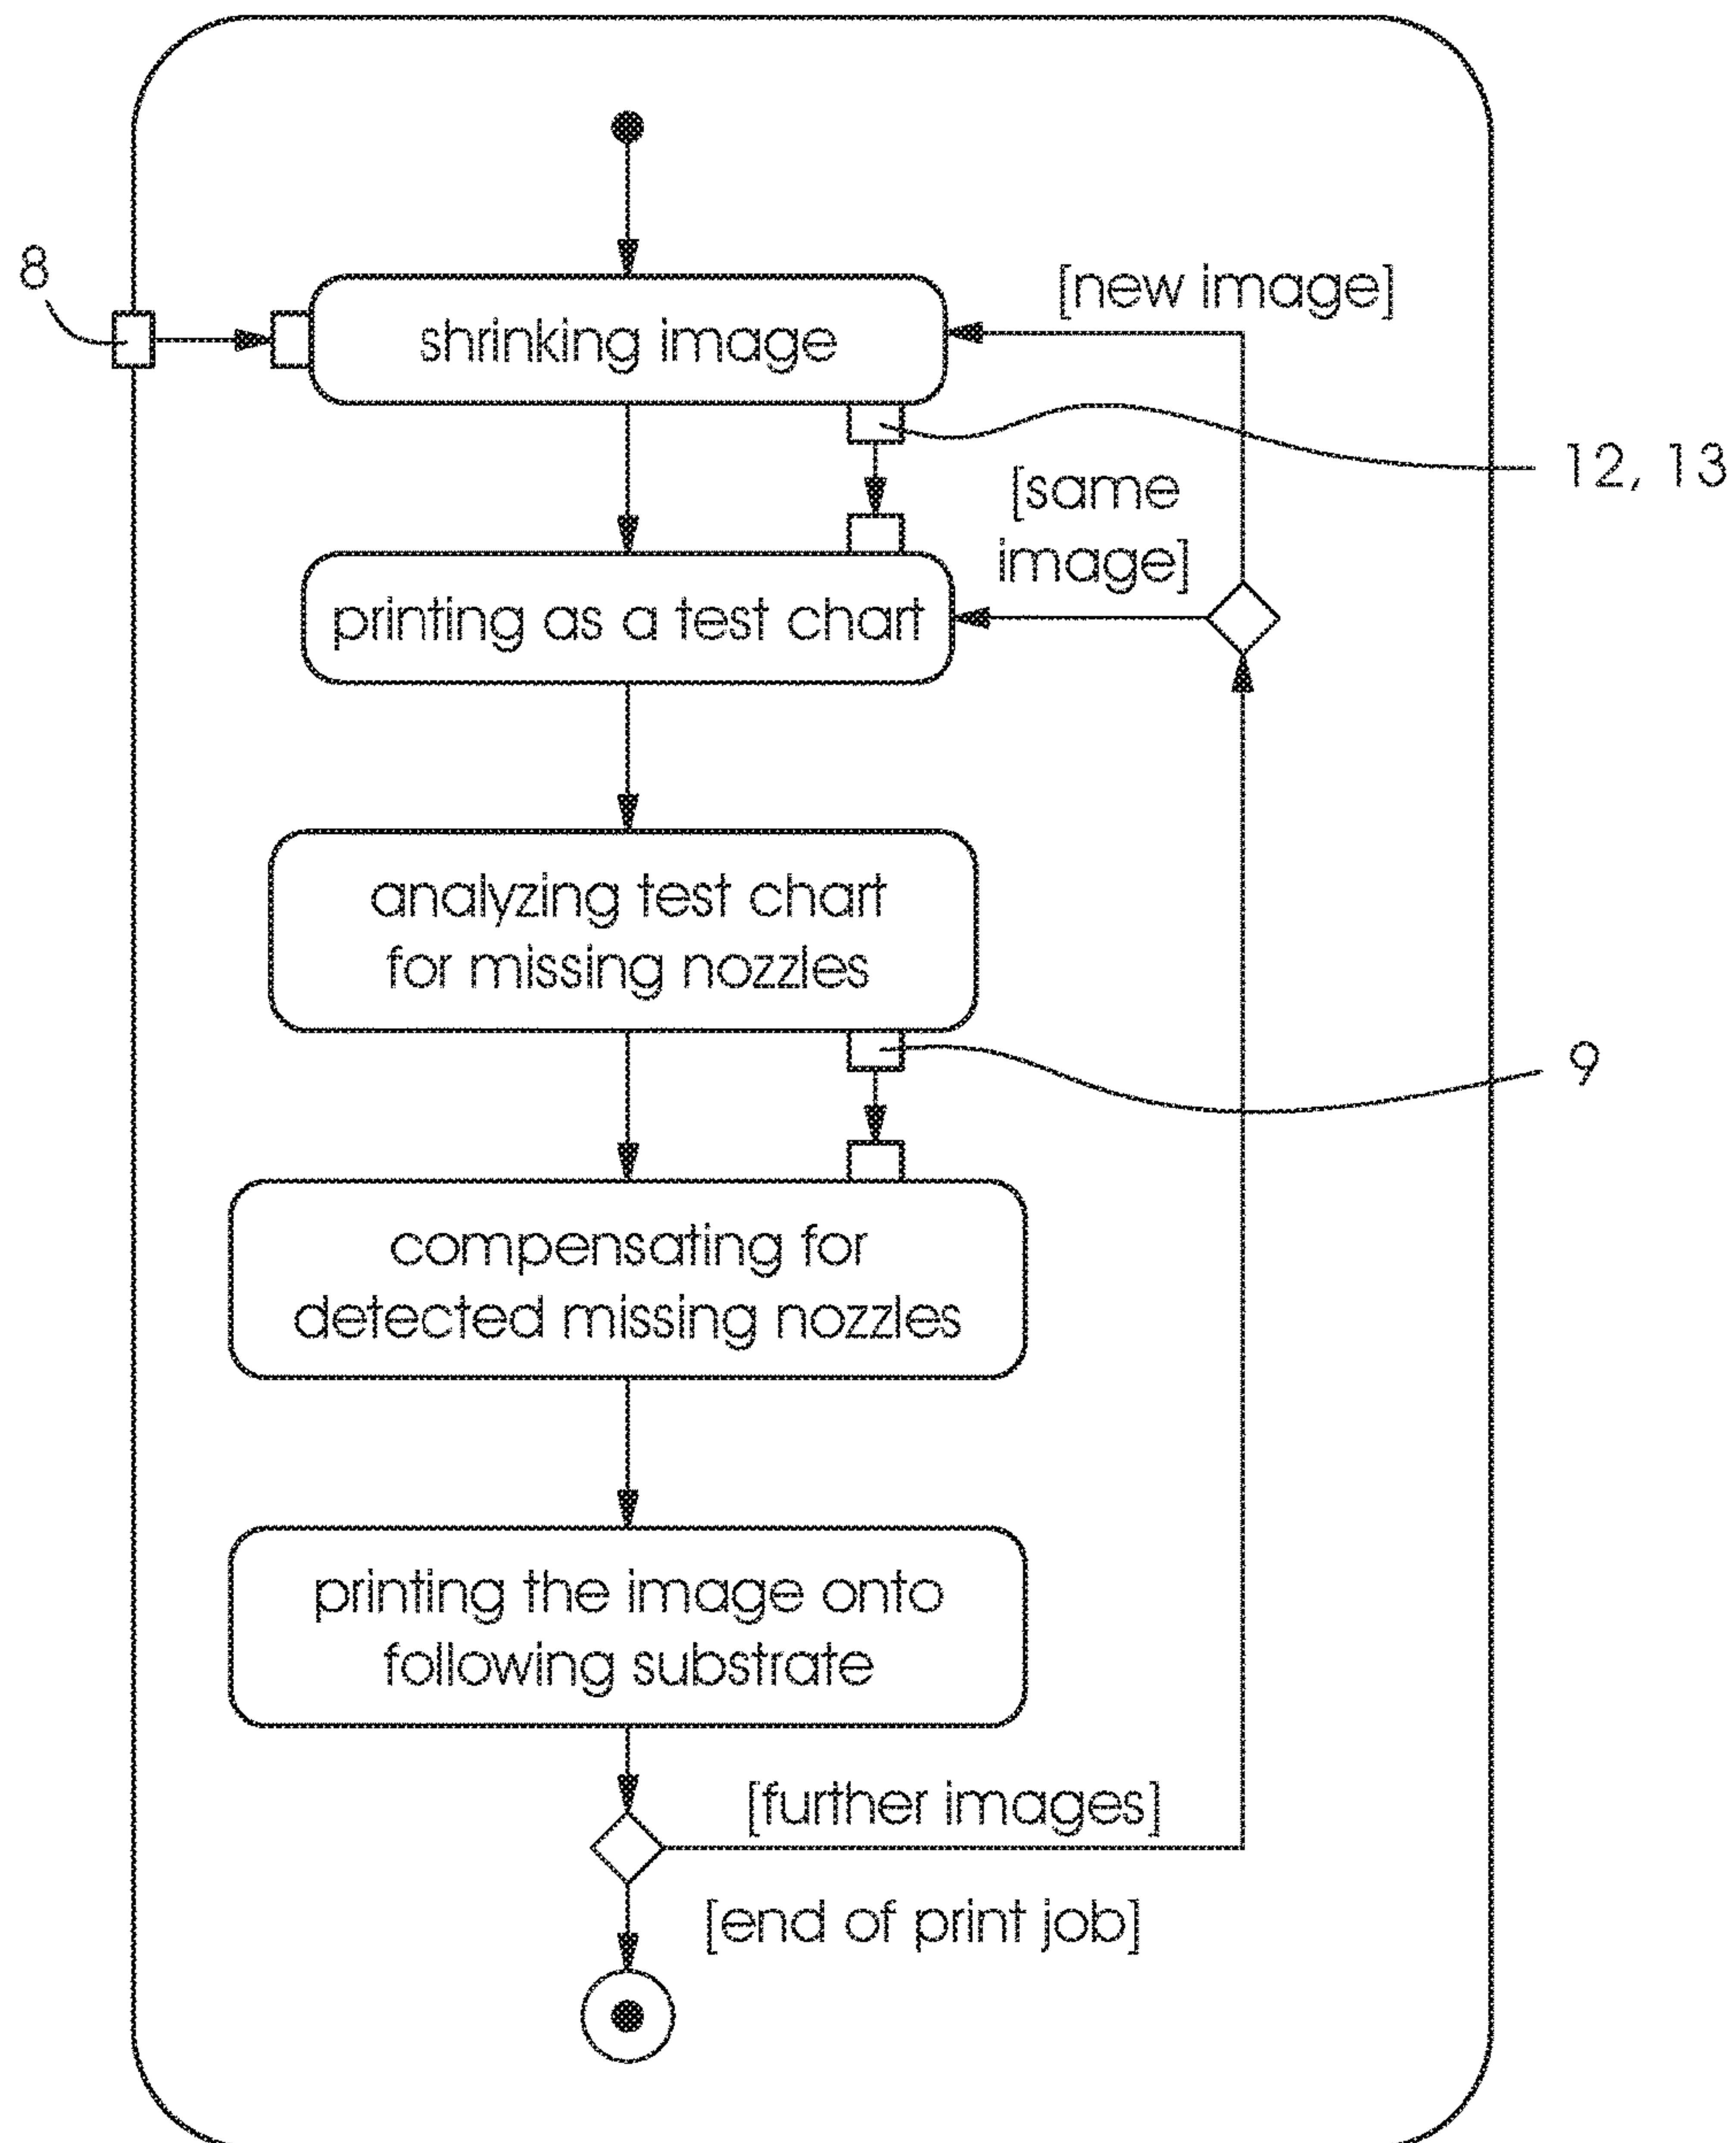 8
shrinking image
[new image]
12, 13
[same
image]
printing as a test chart
analyzing test chart
for missing nozzles
9
compensating for
detected missing nozzles
printing the image onto
following substrate
[further images]
[end of print job]